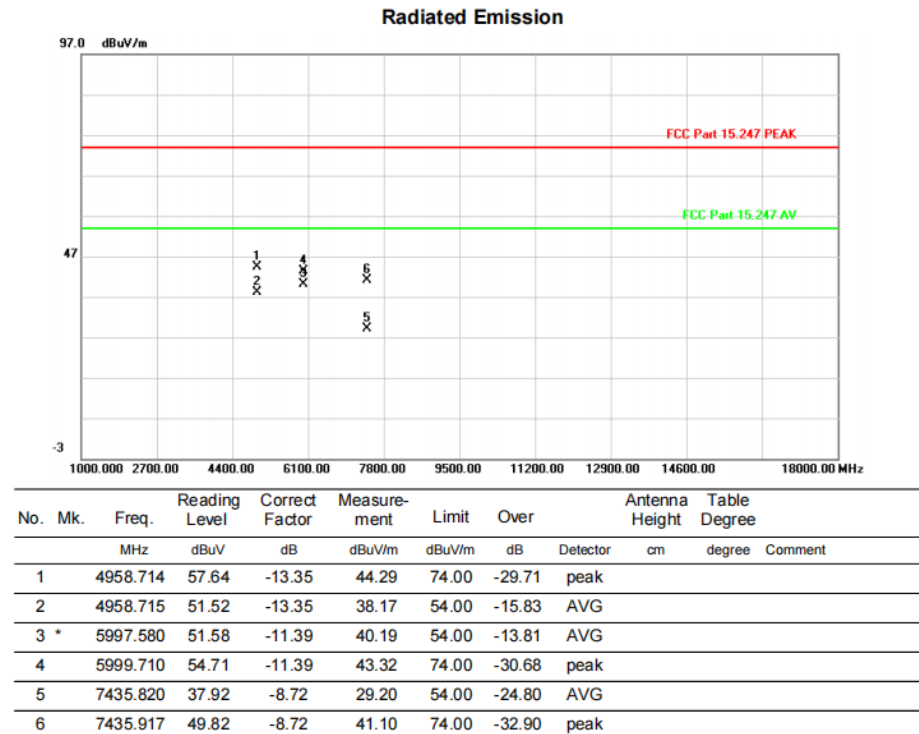 Radiated Emission
97.0 dBuV/m
FCC Part 15.247 PEAK
FCC Part 15.247 AV
47
1
4
6
2
3
5
-3
1000.000 2700.00 4400.00 6100.00 7800.00 9500.00 11200.00 12900.00 14600.00 18000.00 MHz
No. Mk. Freq. Reading Level Correct Factor Measure-ment Limit Over Antenna Height Table Degree
MHz dBuV dB dBuV/m dBuV/m dB Detector cm degree Comment
1 4958.714 57.64 -13.35 44.29 74.00 -29.71 peak
2 4958.715 51.52 -13.35 38.17 54.00 -15.83 AVG
3 * 5997.580 51.58 -11.39 40.19 54.00 -13.81 AVG
4 5999.710 54.71 -11.39 43.32 74.00 -30.68 peak
5 7435.820 37.92 -8.72 29.20 54.00 -24.80 AVG
6 7435.917 49.82 -8.72 41.10 74.00 -32.90 peak